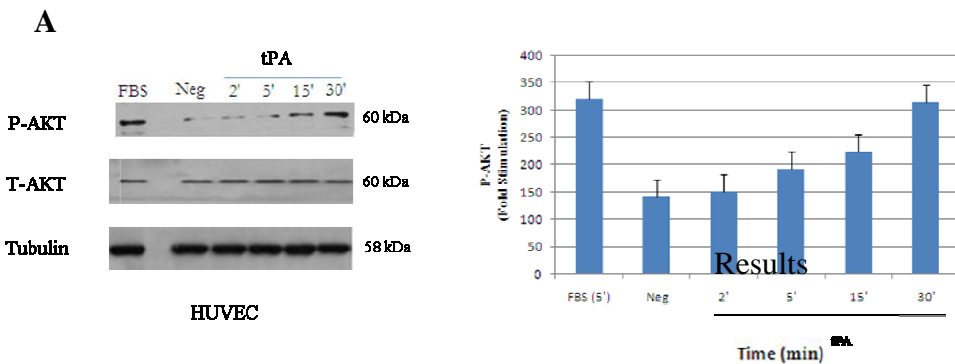 A
tPA
FBS Neg 2' 5' 15' 30'
P-AKT 60 kDa
T-AKT 60 kDa
Tubulin 58 kDa
HUVEC
P-AKT
(Fold Stimulation)
400
350
300
250
200
150
100
50
0
Results
FBS (5') Neg 2' 5' 15' 30'
tPA
Time (min)